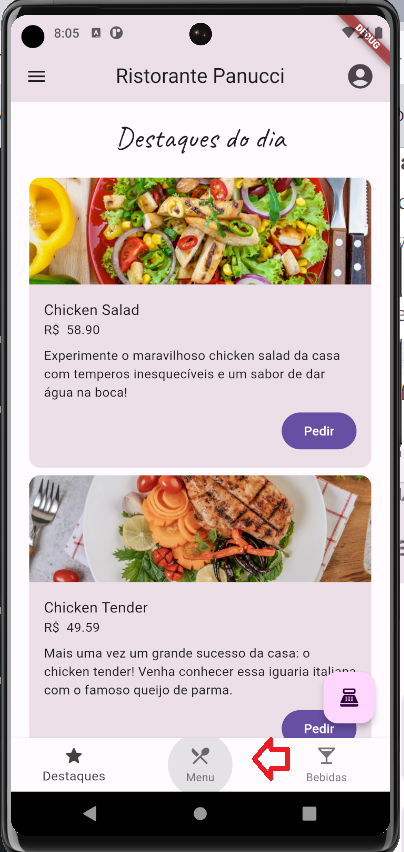 8:05
DEBUG
Ristorante Panucci
Destaques do dia
Chicken Salad
R$ 58.90
Experimente o maravilhoso chicken salad da casa
com temperos inesquecíveis e um sabor de dar
água na boca!
Pedir
Chicken Tender
R$ 49.59
Mais uma vez um grande sucesso da casa: o
chicken tender! Venha conhecer essa iguaria italiana
com o famoso queijo de parma.
Pedir
Destaques
Menu
Bebidas